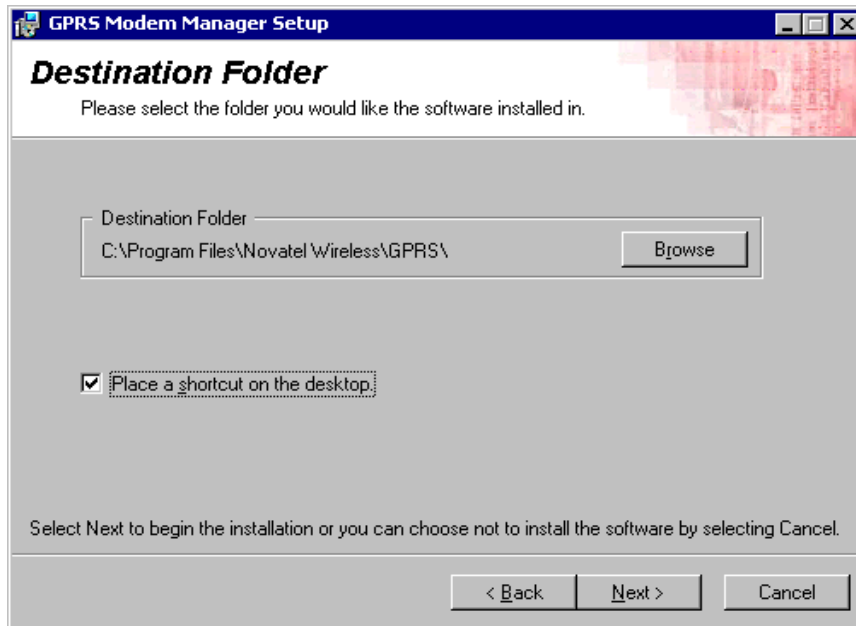 GPRS Modem Manager Setup
Destination Folder
Please select the folder you would like the software installed in.
Destination Folder
C:\Program Files\Novatel Wireless\GPRS\
Browse
Place a shortcut on the desktop.
Select Next to begin the installation or you can choose not to install the software by selecting Cancel.
< Back Next > Cancel